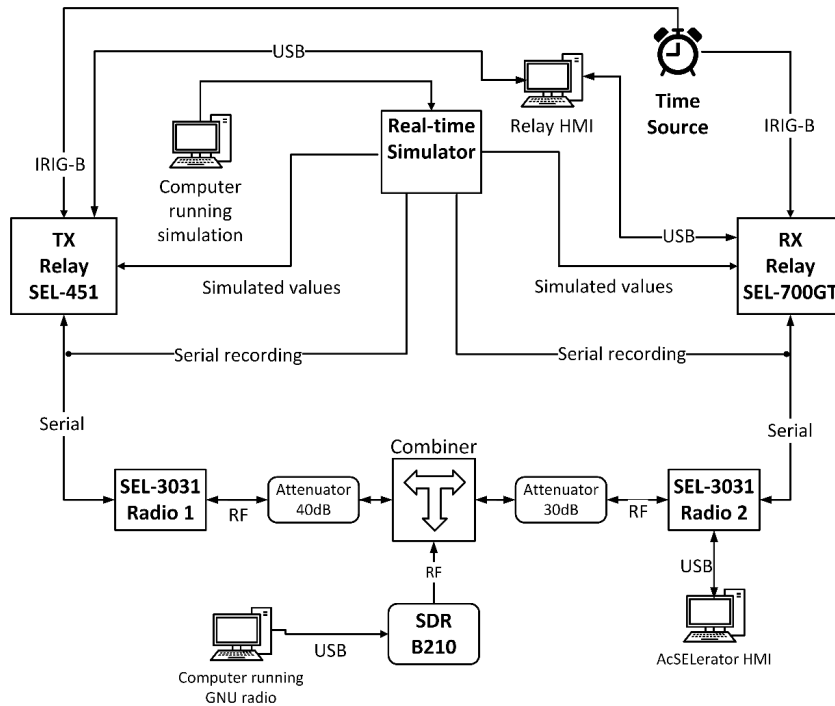 USB
Time
Source
Relay HMI
Real-time
Simulator
IRIG-B
IRIG-B
Computer
running
simulation
TX
Relay
SEL-451
USB
RX
Relay
SEL-700GT
Simulated values
Simulated values
Serial recording
Serial recording
Serial
Serial
Combiner
SEL-3031
Radio 1
RF
Attenuator
40dB
Attenuator
30dB
RF
SEL-3031
Radio 2
RF
USB
SDR
B210
USB
Computer running
GNU radio
AcSELerator HMI